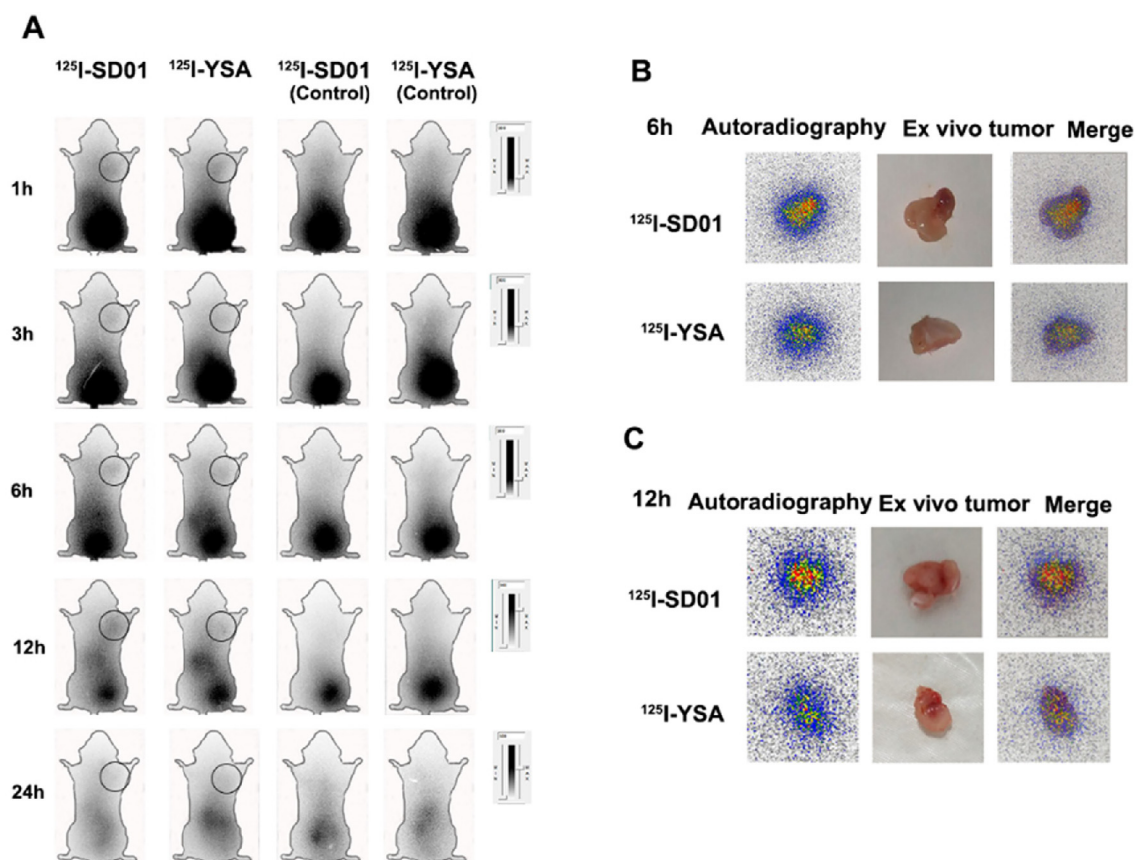 A
¹²⁵I-SD01 ¹²⁵I-YSA ¹²⁵I-SD01 (Control) ¹²⁵I-YSA (Control)
1h
3h
6h
12h
24h
B
6h Autoradiography Ex vivo tumor Merge
¹²⁵I-SD01
¹²⁵I-YSA
C
12h Autoradiography Ex vivo tumor Merge
¹²⁵I-SD01
¹²⁵I-YSA